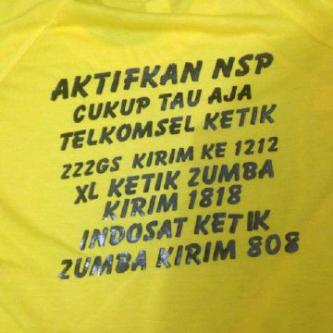 AKTIFKAN NSP
CUKUP TAU AJA
TELKOMSEL KETIK
ZZZGS KIRIM KE 1212
XL KETIK ZUMBA
KIRIM 1818
INDOSAT KETIK
ZUMBA KIRIM 808